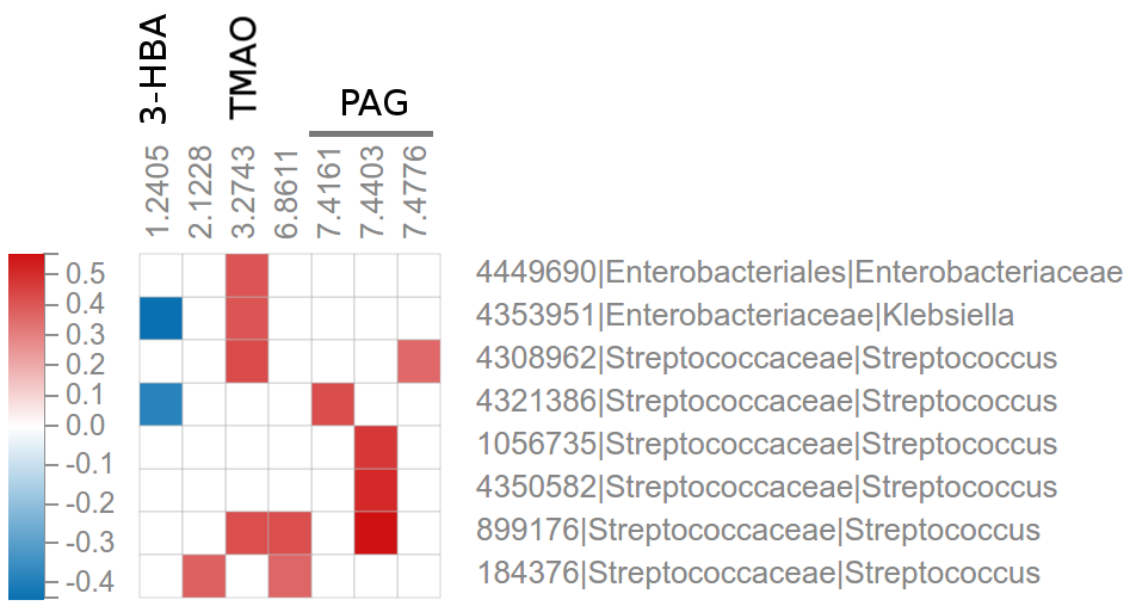 3-HBA
TMAO
PAG
1.2405
2.1228
3.2743
6.8611
7.4161
7.4403
7.4776
0.5
0.4
0.3
0.2
0.1
0.0
-0.1
-0.2
-0.3
-0.4
4449690|Enterobacteriales|Enterobacteriaceae
4353951|Enterobacteriaceae|Klebsiella
4308962|Streptococcaceae|Streptococcus
4321386|Streptococcaceae|Streptococcus
1056735|Streptococcaceae|Streptococcus
4350582|Streptococcaceae|Streptococcus
899176|Streptococcaceae|Streptococcus
184376|Streptococcaceae|Streptococcus